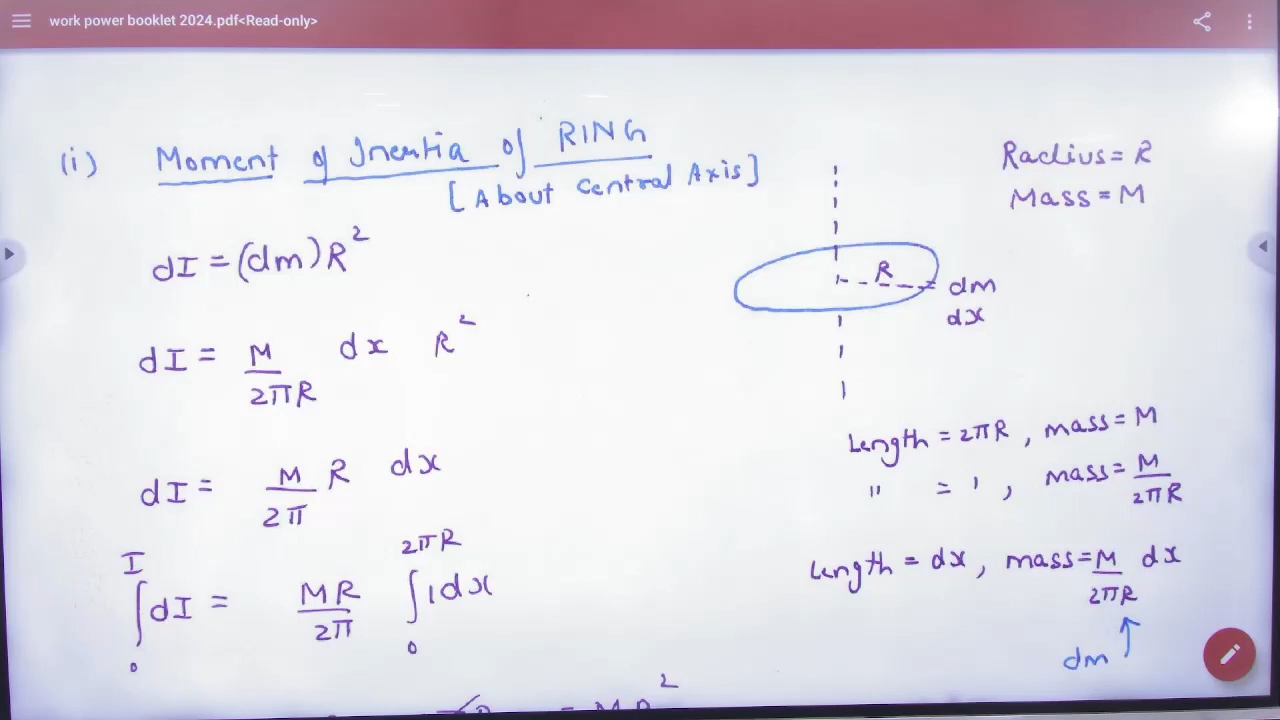 work power booklet 2024.pdf<Read-only>
(i) Moment of Inertia of RING
[About Central Axis]
Radius = R
Mass = M
R
dm
dx
dI = (dm)R²
dI = M/2πR dx R²
dI = M/2π R dx
∫₀ᴵ dI = MR/2π ∫₀^2πR 1dx
= MR²
Length = 2πR, mass = M
" = 1, mass = M/2πR
Length = dx, mass = M/2πR dx
dm